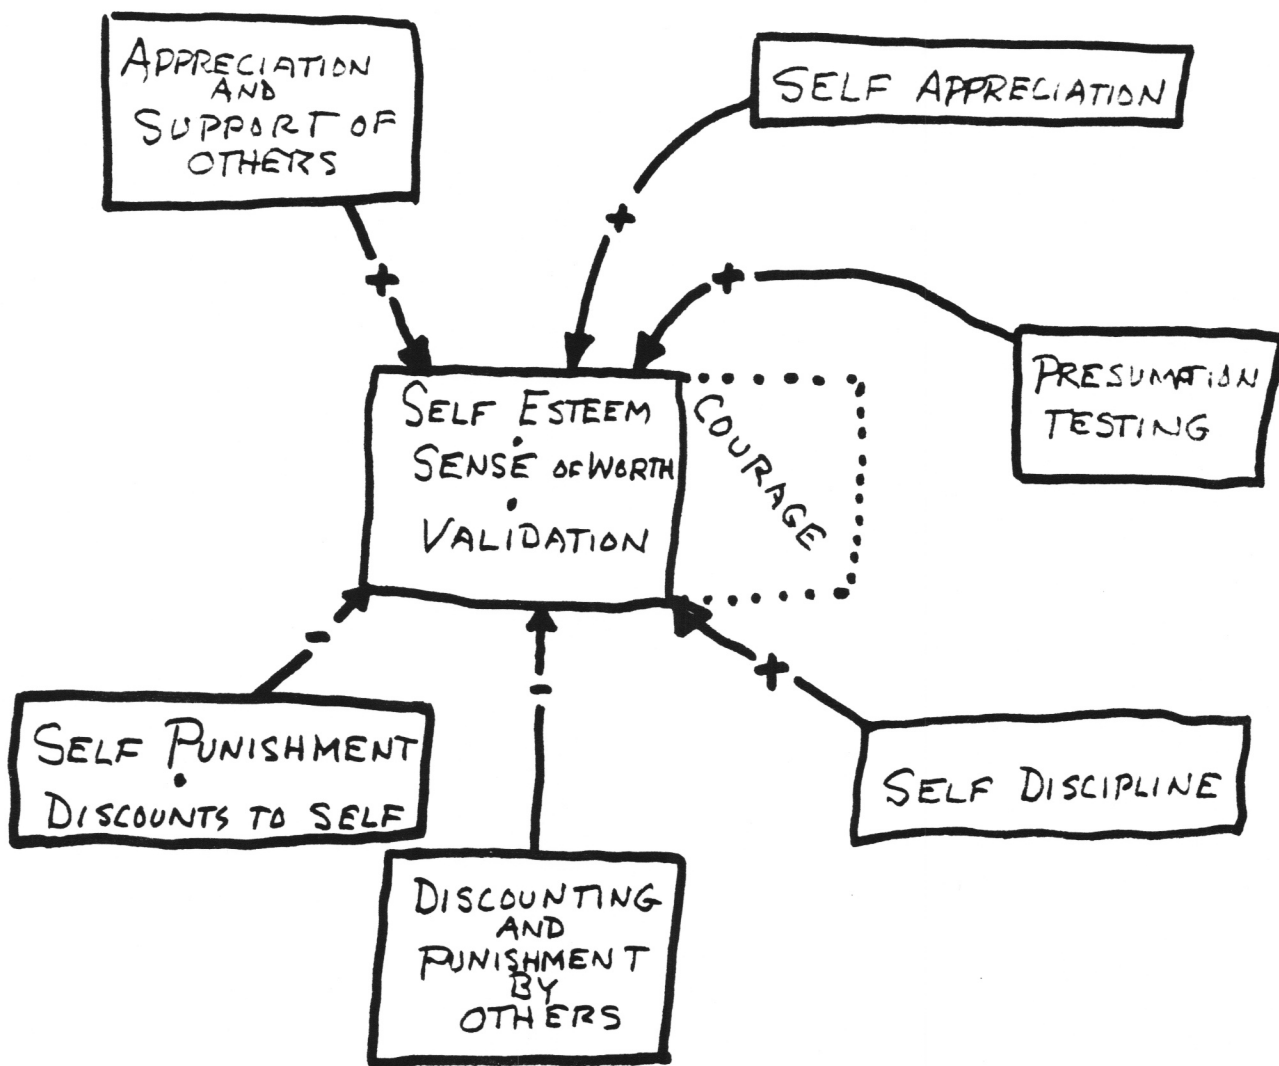 APPRECIATION
AND
SUPPORT OF
OTHERS
SELF APPRECIATION
+
+
+
PRESUMATION
TESTING
SELF ESTEEM
.
SENSE OF WORTH
.
VALIDATION
COURAGE
-
-
+
SELF PUNISHMENT
.
DISCOUNTS TO SELF
SELF DISCIPLINE
DISCOUNTING
AND
PUNISHMENT
BY
OTHERS